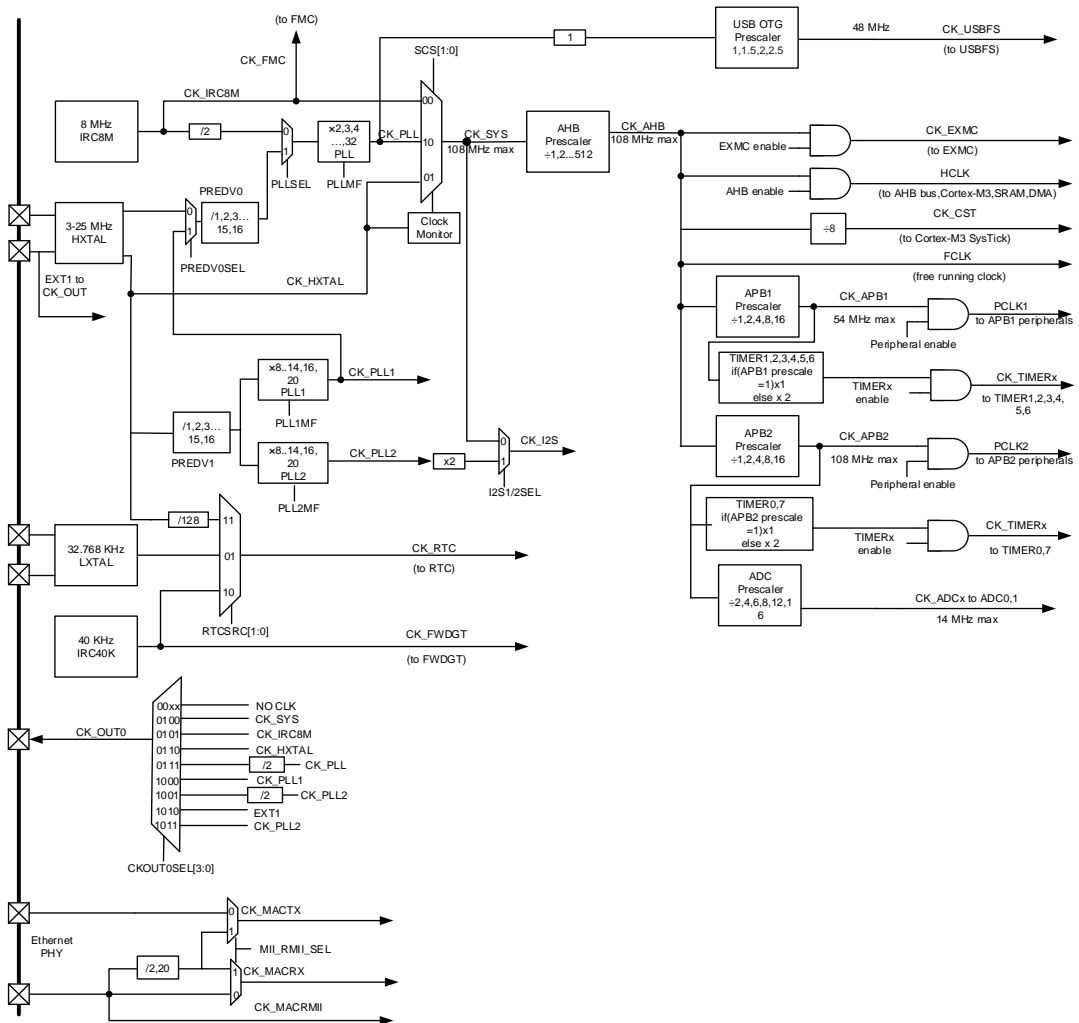 (to FMC)
CK_FMC
SCS[1:0]
1
USB OTG
Prescaler
1,1.5,2,2.5
48 MHz
CK_USBFS
(to USBFS)
CK_IRC8M
8 MHz
IRC8M
/2
0
1
PLLSEL
×2,3,4
…,32
PLL
PLLMF
CK_PLL
00
10
01
CK_SYS
108 MHz max
AHB
Prescaler
÷1,2...512
CK_AHB
108 MHz max
EXMC enable
CK_EXMC
(to EXMC)
AHB enable
HCLK
(to AHB bus,Cortex-M3,SRAM,DMA)
÷8
CK_CST
(to Cortex-M3 SysTick)
FCLK
(free running clock)
3-25 MHz
HXTAL
EXT1 to
CK_OUT
PREDV0
0
1
/1,2,3…
15,16
PREDV0SEL
Clock
Monitor
CK_HXTAL
APB1
Prescaler
÷1,2,4,8,16
CK_APB1
54 MHz max
Peripheral enable
PCLK1
to APB1 peripherals
TIMER1,2,3,4,5,6
if(APB1 prescale
=1)x1
else x 2
TIMERx
enable
CK_TIMERx
to TIMER1,2,3,4,
5,6
×8..14,16,
20
PLL1
CK_PLL1
PLL1MF
/1,2,3…
15,16
PREDV1
×8..14,16,
20
PLL2
CK_PLL2
PLL2MF
x2
0
1
CK_I2S
I2S1/2SEL
APB2
Prescaler
÷1,2,4,8,16
CK_APB2
108 MHz max
Peripheral enable
PCLK2
to APB2 peripherals
TIMER0,7
if(APB2 prescale
=1)x1
else x 2
TIMERx
enable
CK_TIMERx
to TIMER0,7
ADC
Prescaler
÷2,4,6,8,12,1
6
CK_ADCx to ADC0,1
14 MHz max
/128
11
01
10
32.768 KHz
LXTAL
CK_RTC
(to RTC)
RTCSRC[1:0]
40 KHz
IRC40K
CK_FWDGT
(to FWDGT)
CK_OUT0
00xx
NO CLK
0100
CK_SYS
0101
CK_IRC8M
0110
CK_HXTAL
0111
/2
CK_PLL
1000
CK_PLL1
1001
/2
CK_PLL2
1010
EXT1
1011
CK_PLL2
CKOUT0SEL[3:0]
Ethernet
PHY
0
1
CK_MACTX
MII_RMII_SEL
/2,20
1
0
CK_MACRX
CK_MACRMII